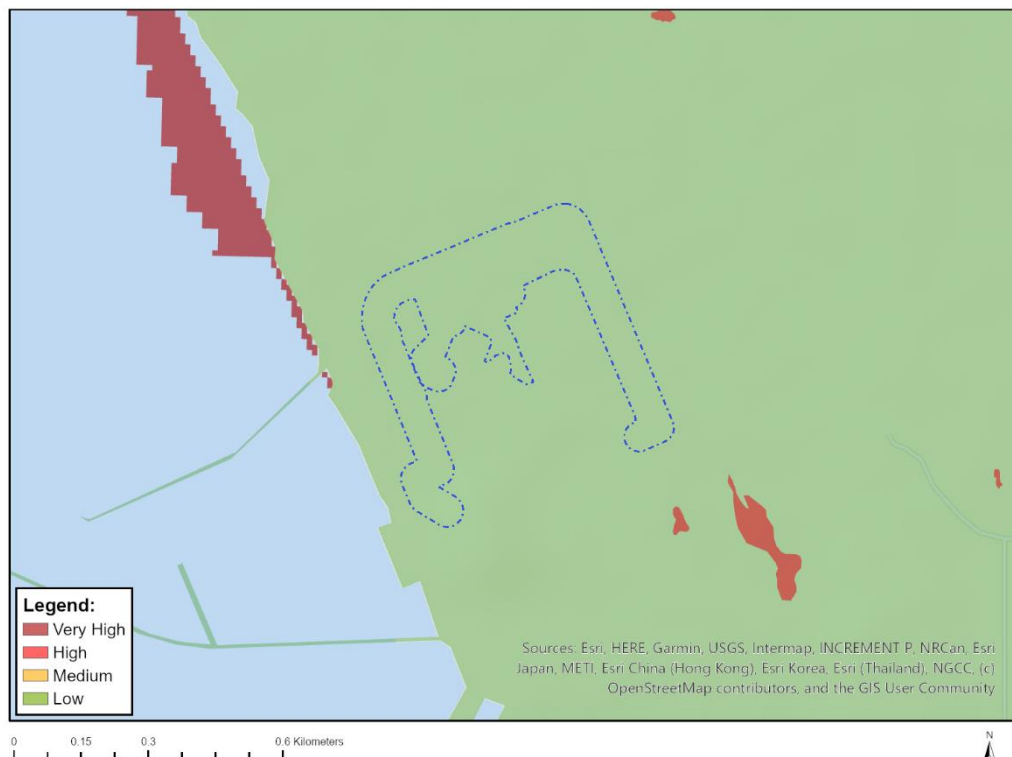 Legend:
Very High
High
Medium
Low
Sources: Esri, HERE, Garmin, USGS, Intermap, INCREMENT P, NRCan, Esri
Japan, METI, Esri China (Hong Kong), Esri Korea, Esri (Thailand), NGCC, (c)
OpenStreetMap contributors, and the GIS User Community
0 0.15 0.3 0.6 Kilometers
N